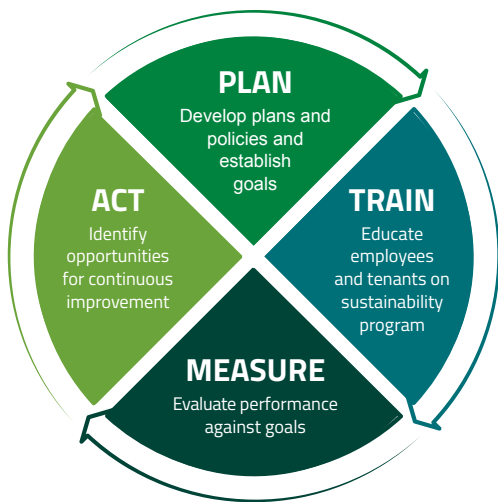 PLAN
Develop plans and
policies and
establish
goals
TRAIN
Educate
employees
and tenants on
sustainability
program
MEASURE
Evaluate performance
against goals
ACT
Identify
opportunities
for continuous
improvement